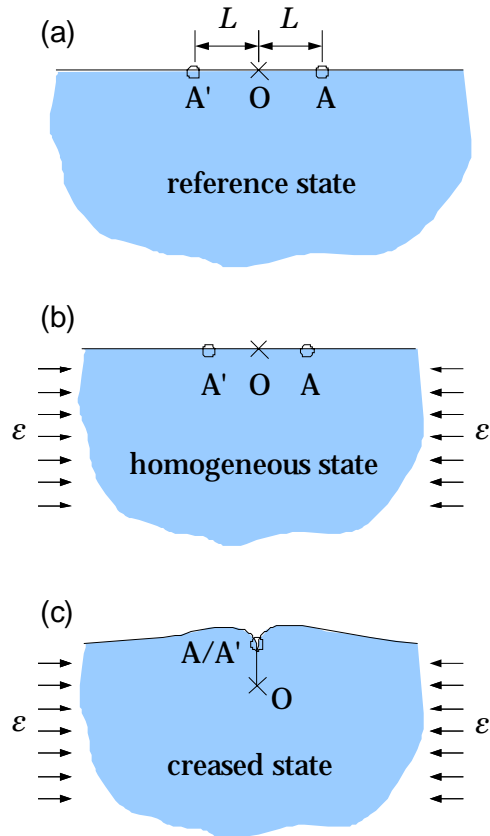 (a)
L L
A' O A
reference state
(b)
A' O A
ε ε
homogeneous state
(c)
A/A'
O
ε ε
creased state